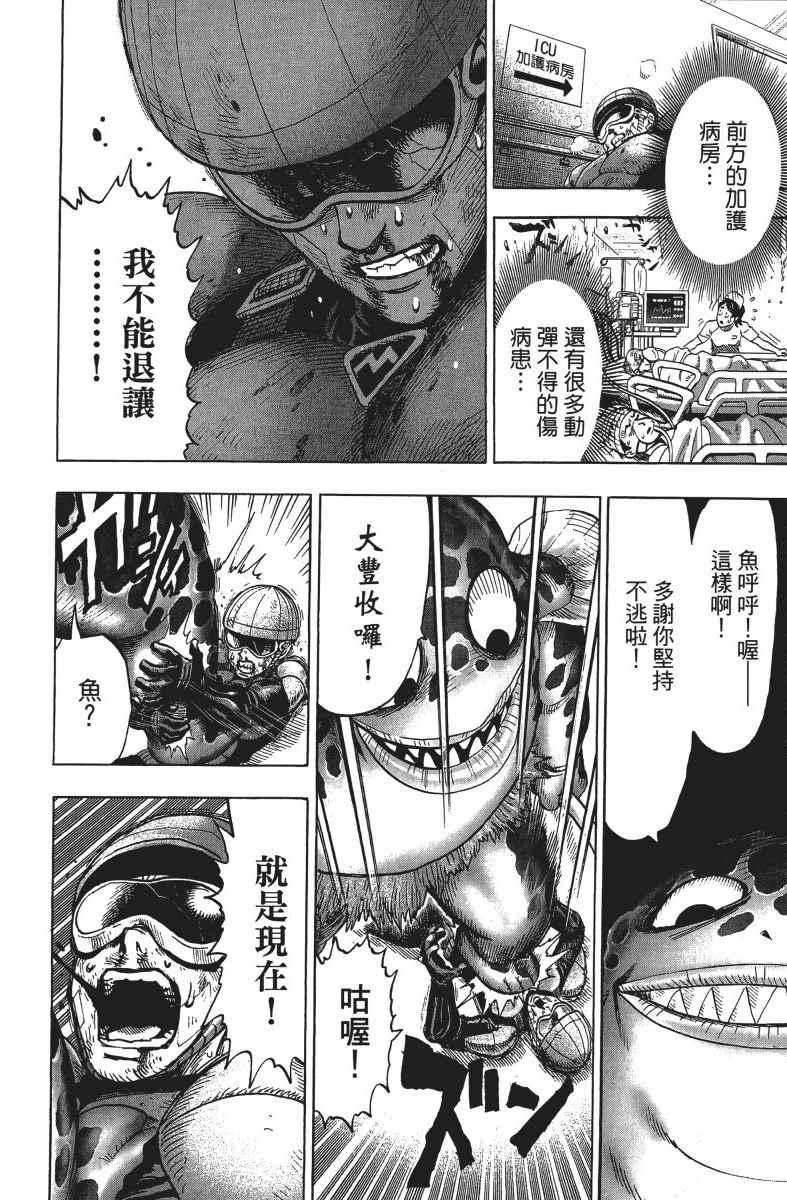 ICU
加護病房
前方的加護
病房…
還有很多動
彈不得的傷
病患…
我不能退讓
………！
魚呼呼！喔——
這樣啊！
多謝你堅持
不逃啦！
大豐收囉！
咕喔！
ズン
魚？
就是現在！